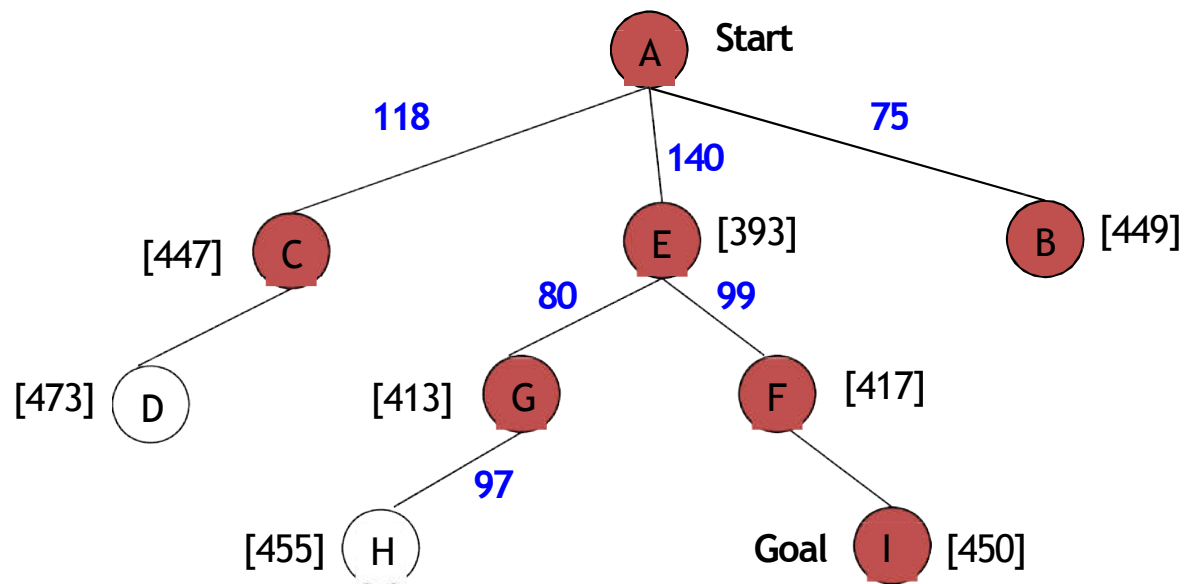 A Start
118
75
140
[447] C
E [393]
B [449]
80
99
[473] D
[413] G
F [417]
97
[455] H
Goal I [450]